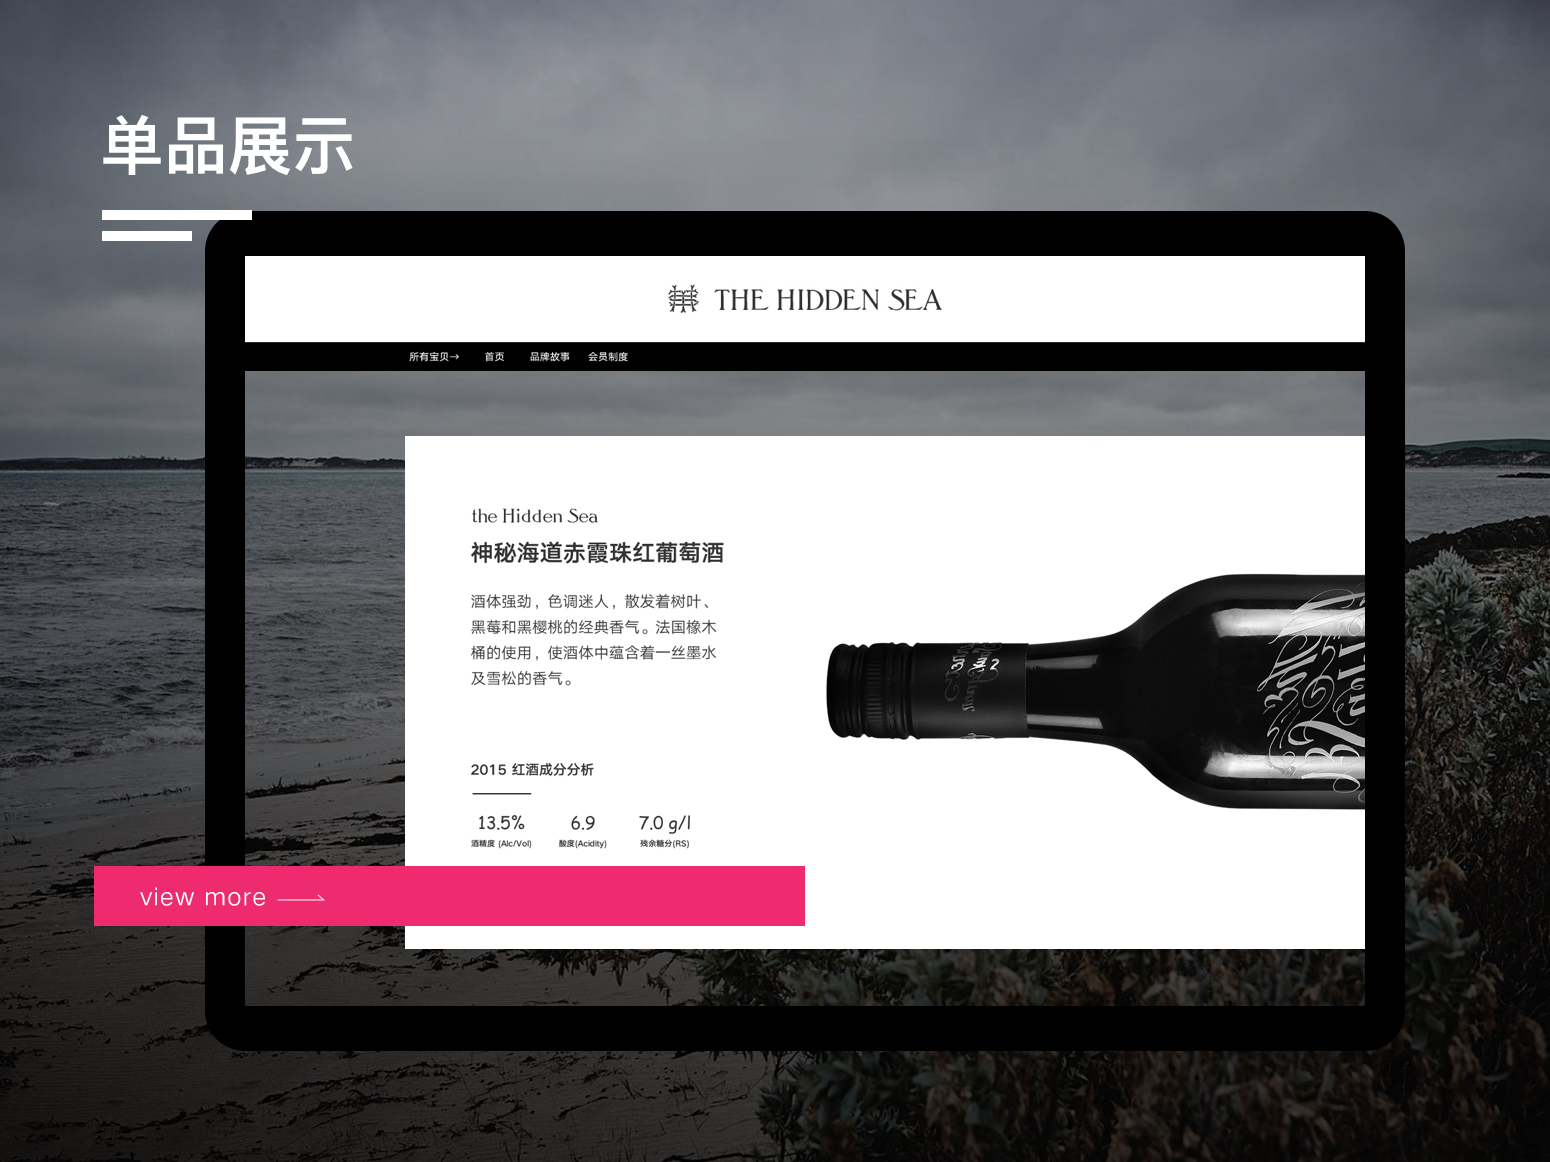 单品展示
THE HIDDEN SEA
所有宝贝→ 首页 品牌故事 会员制度
the Hidden Sea
神秘海道赤霞珠红葡萄酒
酒体强劲，色调迷人，散发着树叶、
黑莓和黑樱桃的经典香气。法国橡木
桶的使用，使酒体中蕴含着一丝墨水
及雪松的香气。
2015 红酒成分分析
13.5% 6.9 7.0 g/l
酒精度 (Alc/Vol) 酸度(Acidity) 残余糖分(RS)
view more